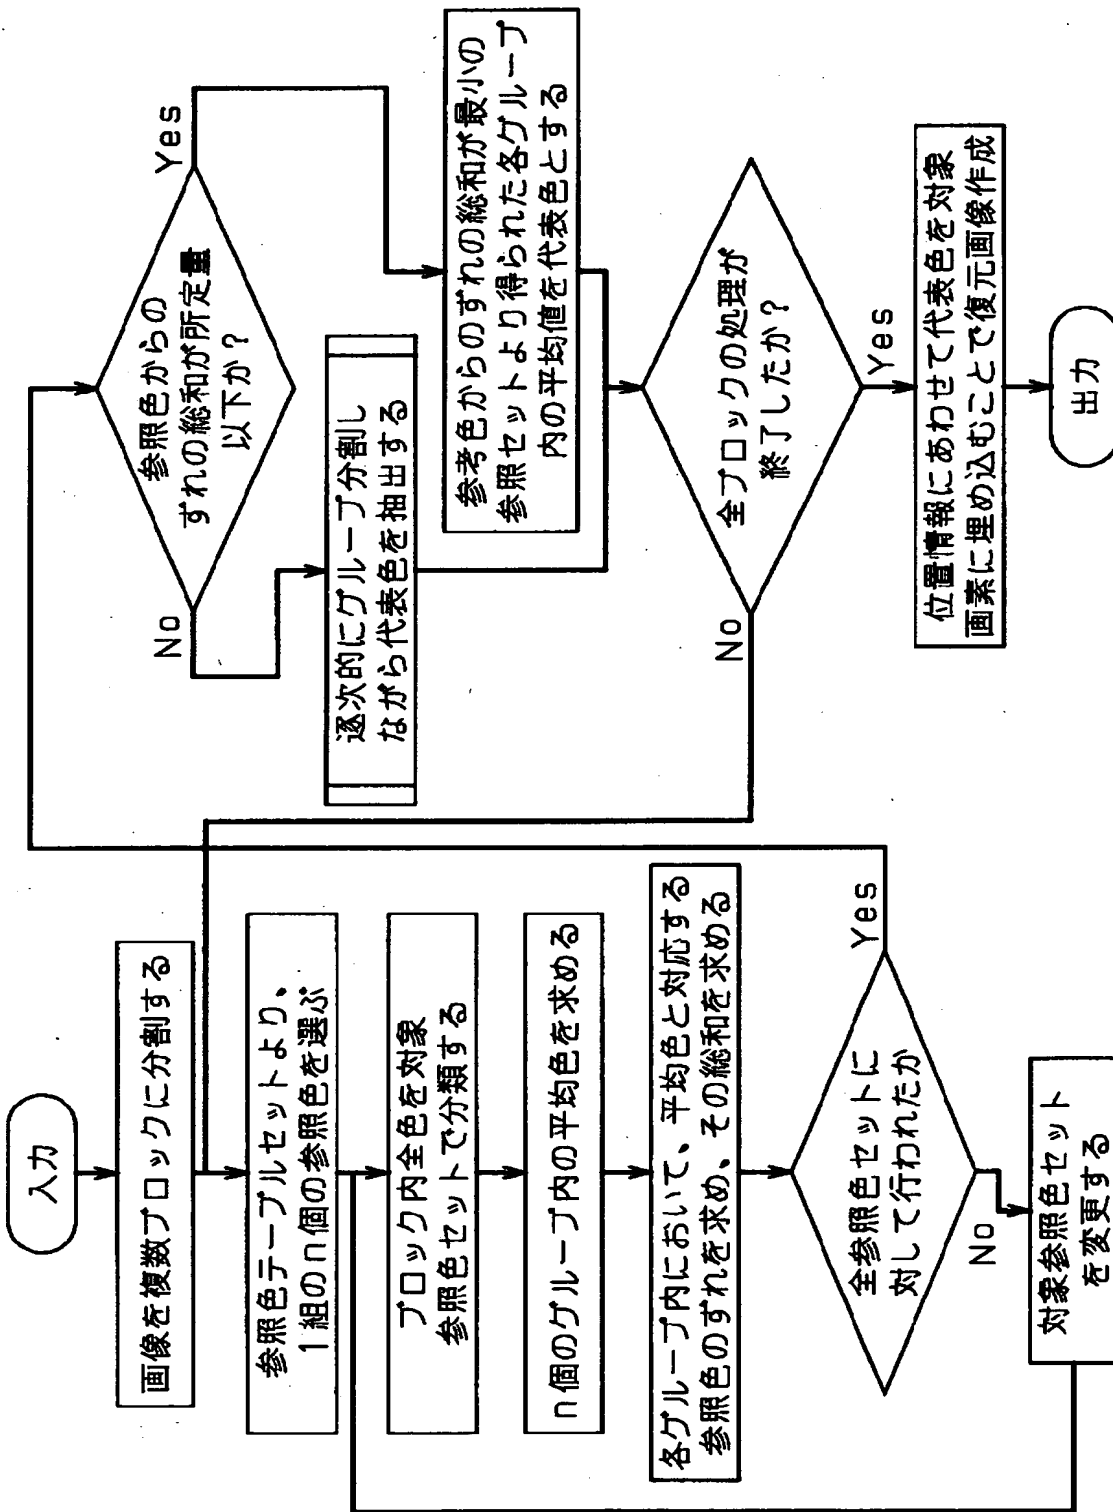 入力
画像を複数ブロックに分割する
参照色テーブルセットより、
1組のn個の参照色を選ぶ
ブロック内全色を対象
参照色セットで分類する
n個のグループ内の平均色を求める
各グループ内において、平均色と対応する
参照色のずれを求め、その総和を求める
全参照色セットに
対して行われたか
Yes
No
対象参照色セット
を変更する
参照色からの
ずれの総和が所定量
以下か?
Yes
No
逐次的にグループ分割し
ながら代表色を抽出する
参考色からのずれの総和が最小の
参照セットより得られた各グループ
内の平均値を代表色とする
全ブロックの処理が
終了したか?
No
Yes
位置情報にあわせて代表色を対象
画素に埋め込むことで復元画像作成
出力